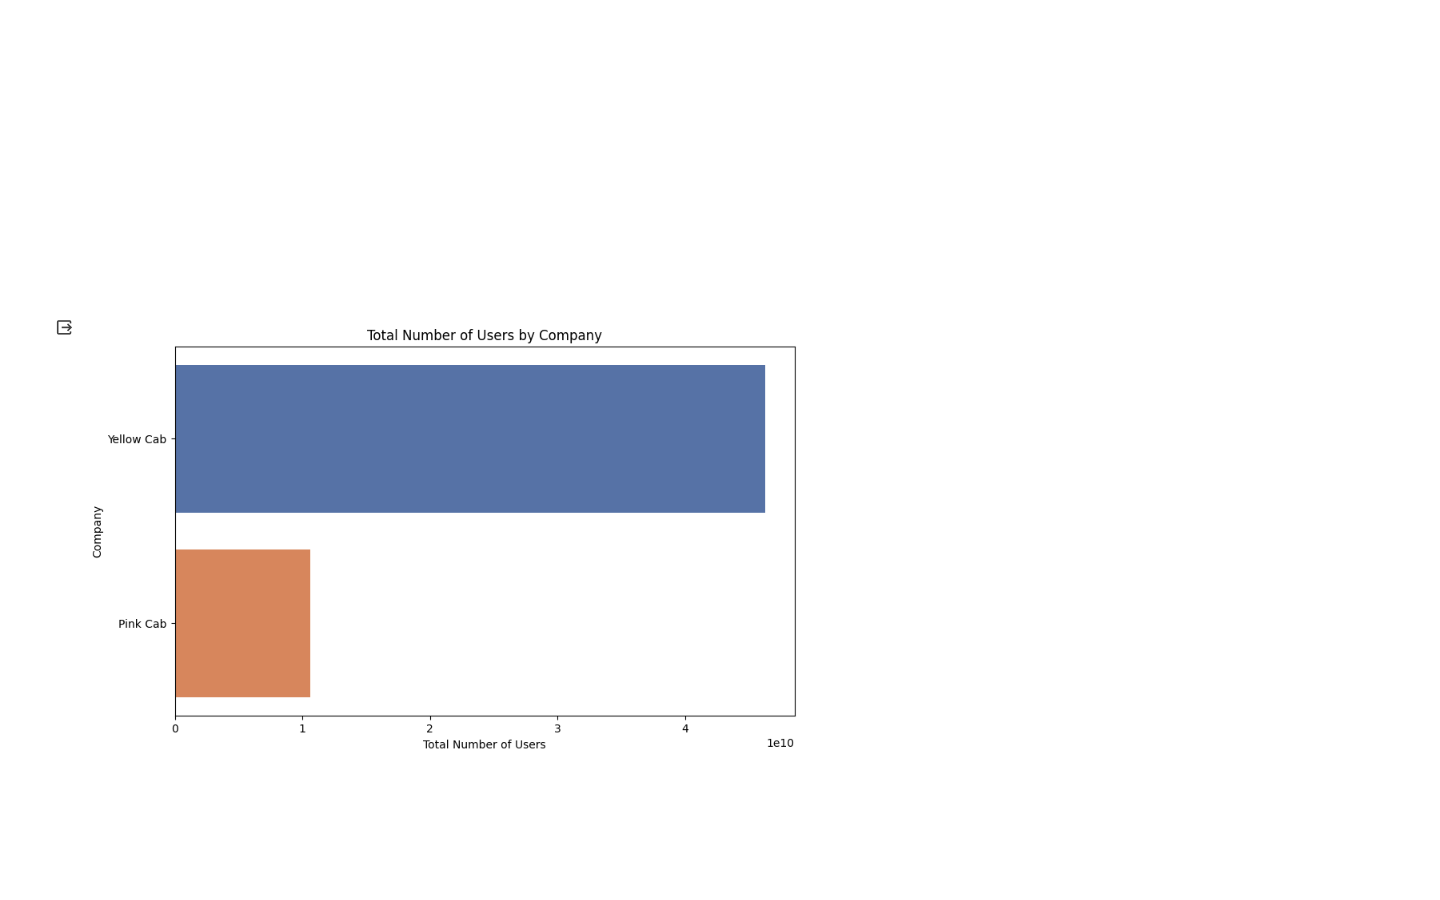 Total Number of Users by Company
Yellow Cab
Company
Pink Cab
0 1 2 3 4
1e10
Total Number of Users